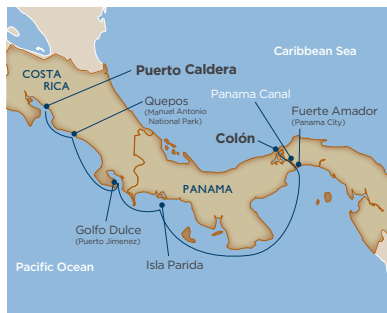 Caribbean Sea
COSTA
RICA
Puerto Caldera
Panama Canal
Quepos
(Manuel Antonio
National Park)
Fuerte Amador
(Panama City)
Colón
PANAMA
Golfo Dulce
(Puerto Jimenez)
Isla Parida
Pacific Ocean